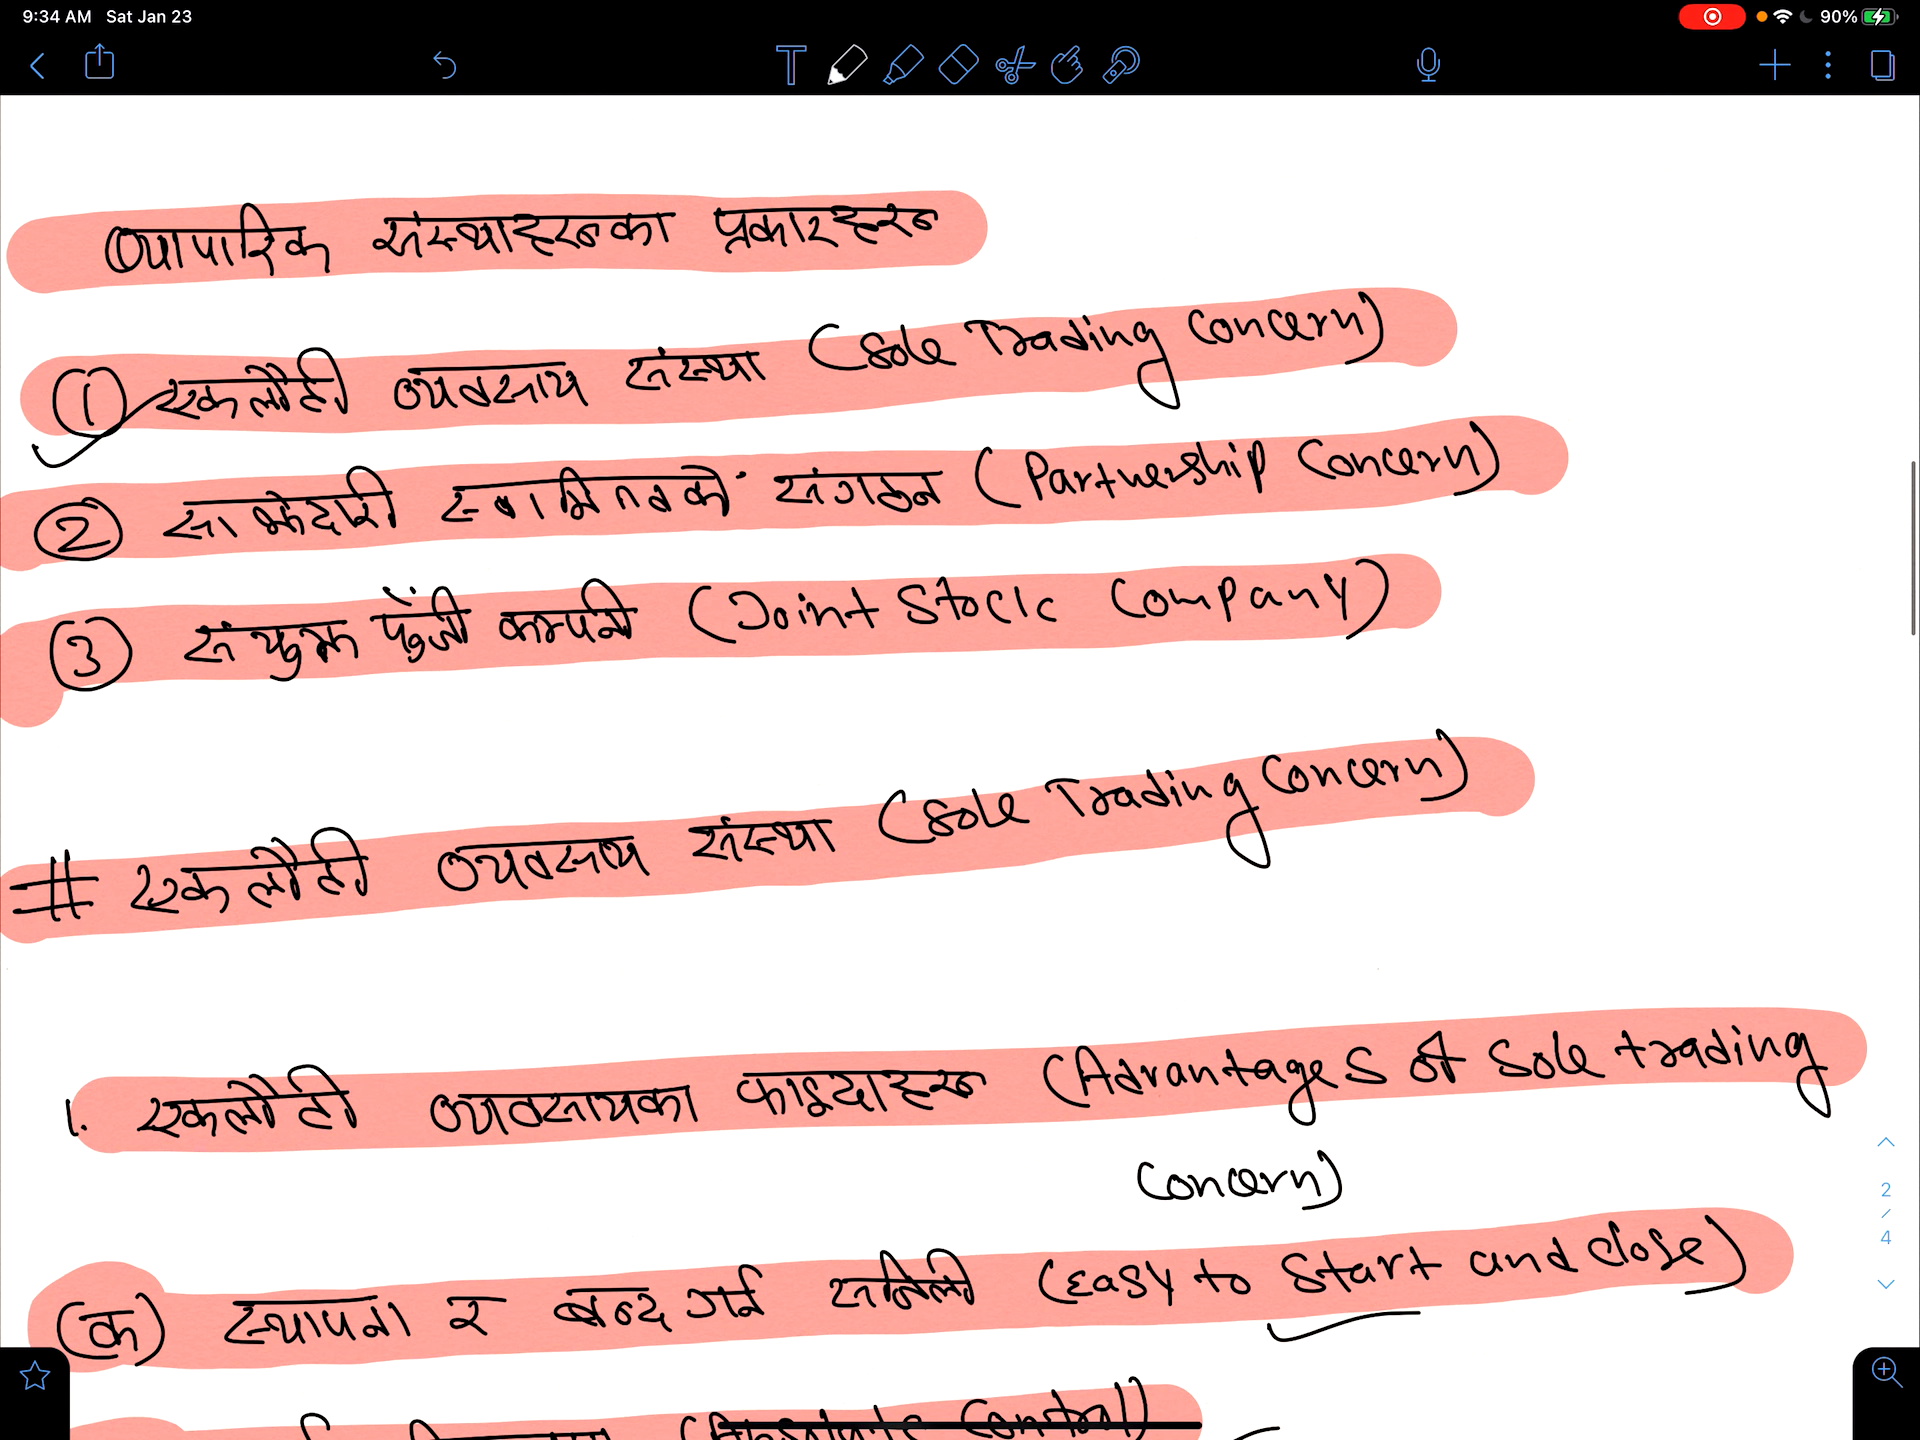 9:34 AM Sat Jan 23 90%
व्यापारिक संस्थाहरूका प्रकारहरू
① एकलौटी व्यवसाय संस्था (Sole Trading Concern)
② साझेदारी स्वामित्वको संगठन (Partnership Concern)
③ संयुक्त पूँजी कम्पनी (Joint Stock Company)
# एकलौटी व्यवसाय संस्था (Sole Trading Concern)
1. एकलौटी व्यवसायका फाइदाहरू (Advantages of Sole trading
Concern)
(क) स्थापना र बन्द गर्न सजिलो (Easy to Start and close)
2
/
4
Control)